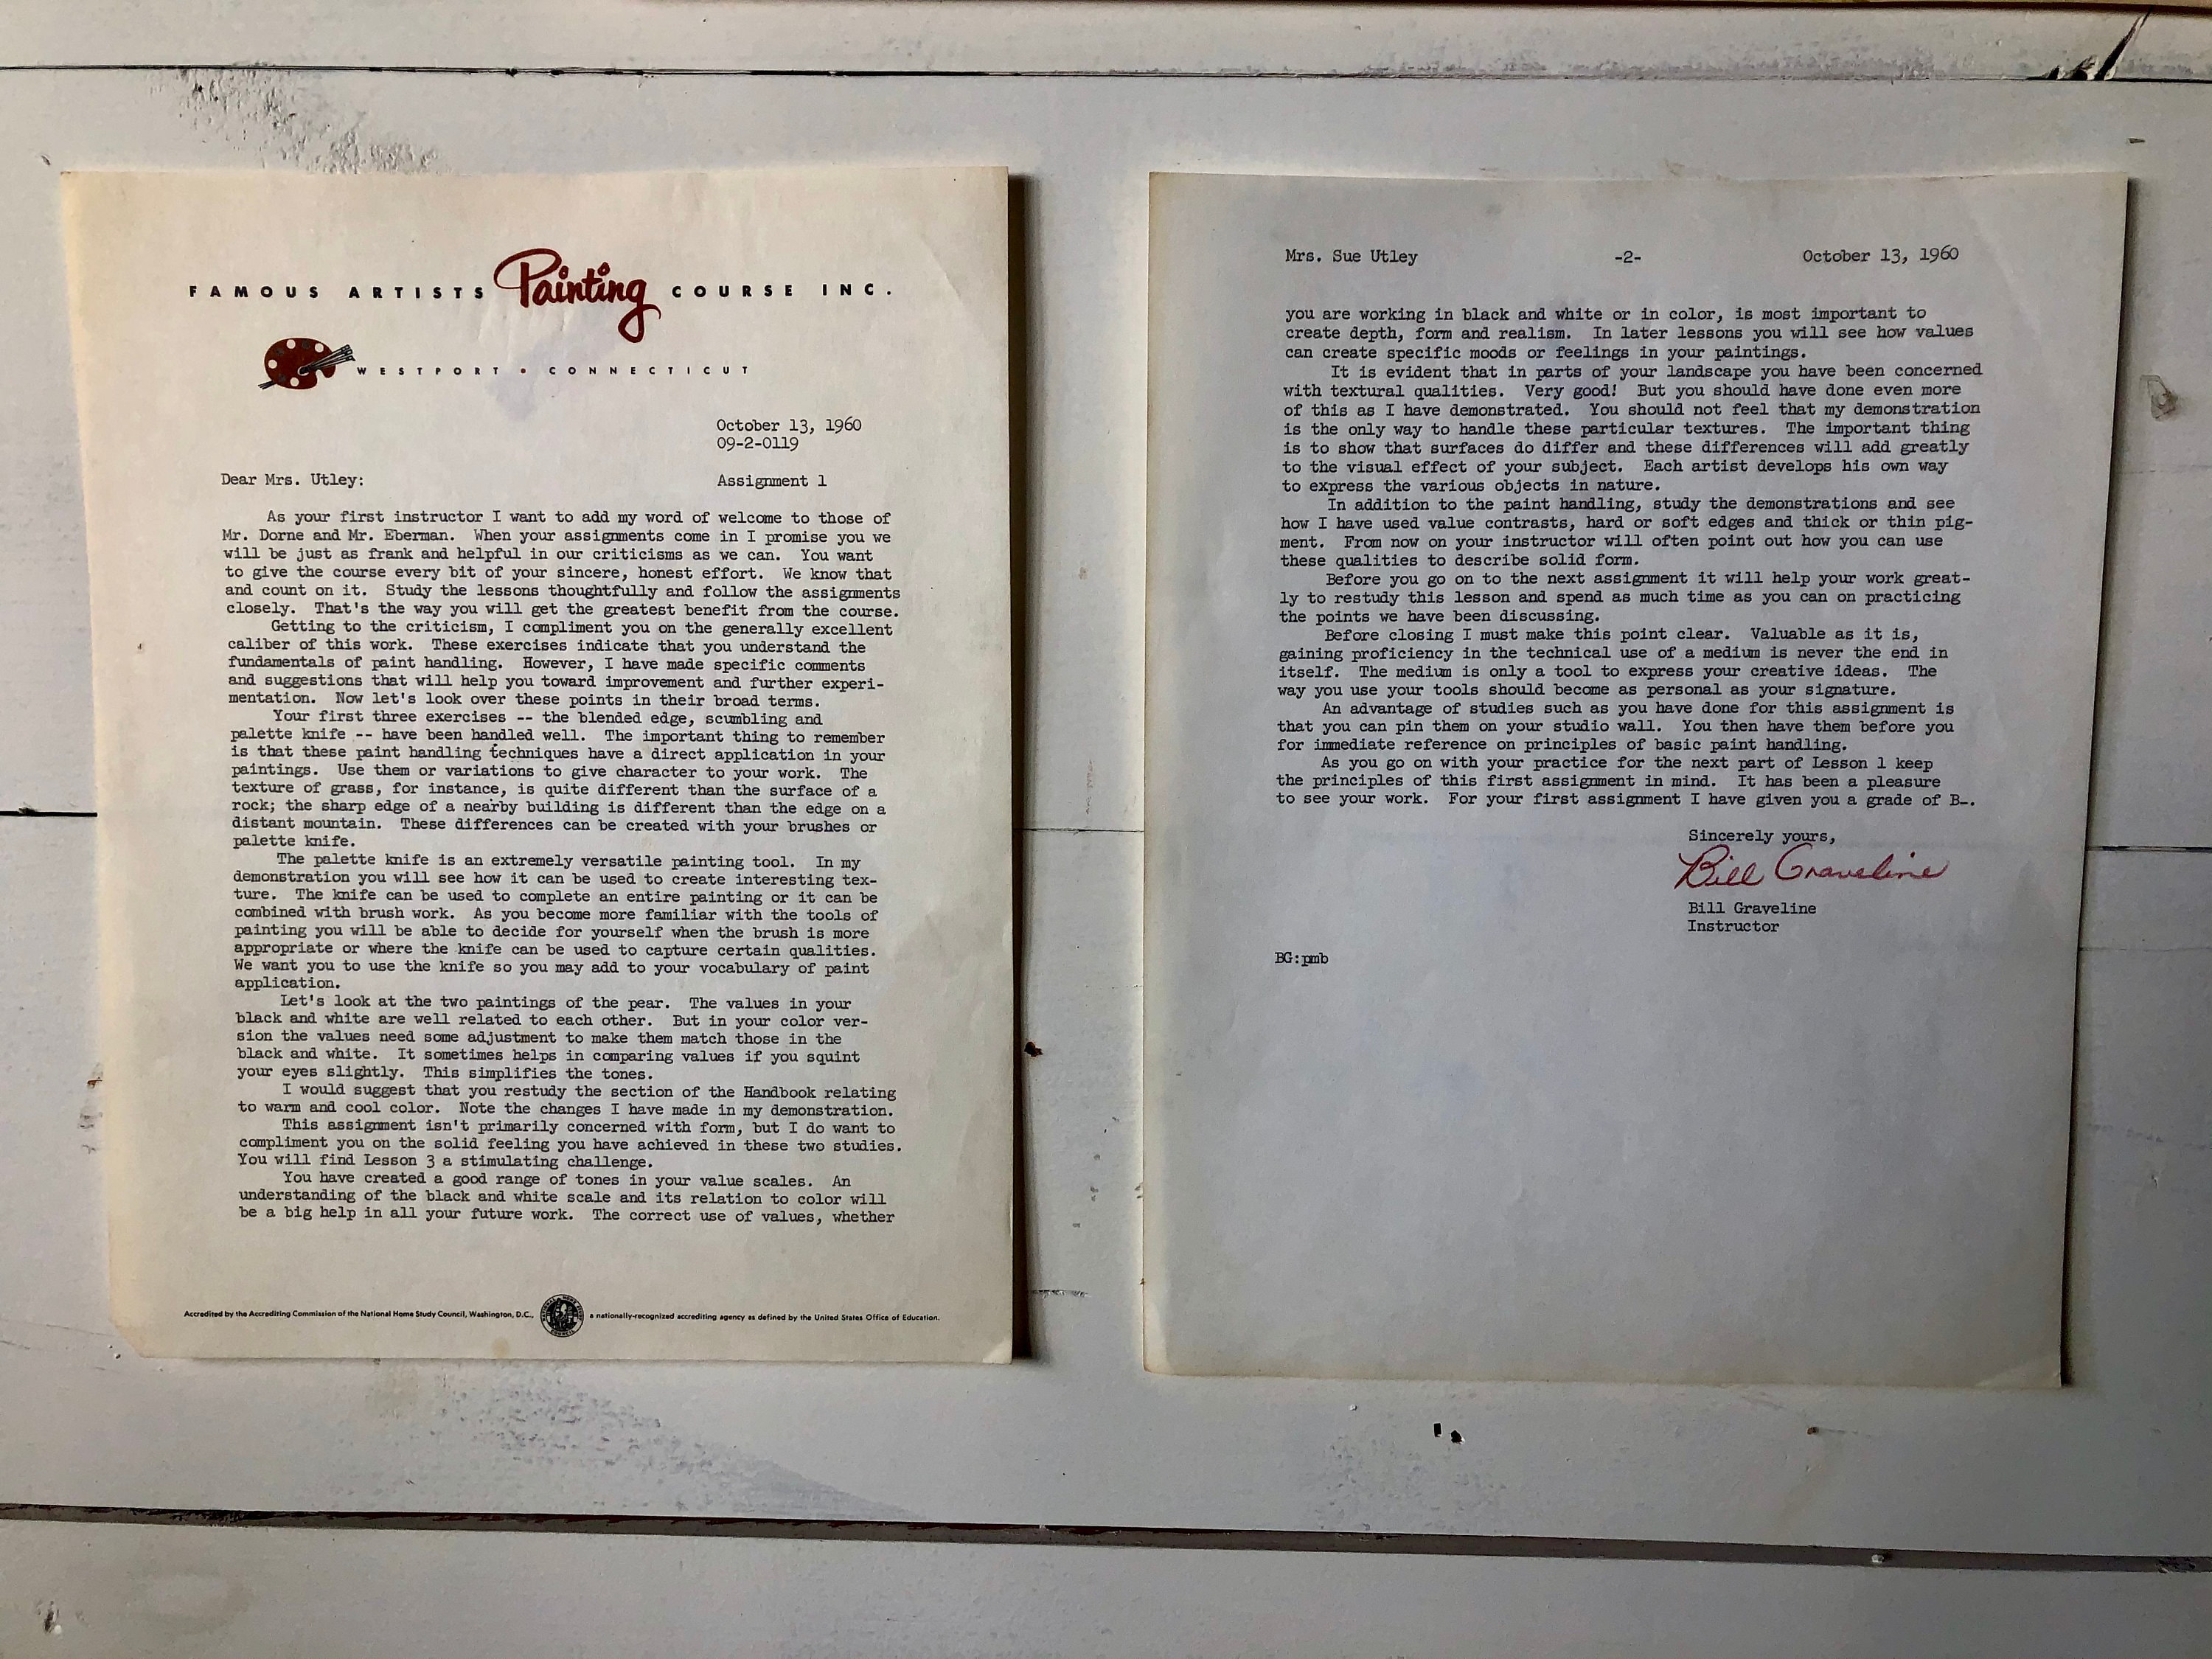 FAMOUS ARTISTS Painting COURSE INC.
WESTPORT • CONNECTICUT
October 13, 1960
09-2-0119
Dear Mrs. Utley: Assignment 1
As your first instructor I want to add my word of welcome to those of
Mr. Dorne and Mr. Eberman. When your assignments come in I promise you we
will be just as frank and helpful in our criticisms as we can. You want
to give the course every bit of your sincere, honest effort. We know that
and count on it. Study the lessons thoughtfully and follow the assignments
closely. That's the way you will get the greatest benefit from the course.
Getting to the criticism, I compliment you on the generally excellent
caliber of this work. These exercises indicate that you understand the
fundamentals of paint handling. However, I have made specific comments
and suggestions that will help you toward improvement and further experi-
mentation. Now let's look over these points in their broad terms.
Your first three exercises -- the blended edge, scumbling and
palette knife -- have been handled well. The important thing to remember
is that these paint handling techniques have a direct application in your
paintings. Use them or variations to give character to your work. The
texture of grass, for instance, is quite different than the surface of a
rock; the sharp edge of a nearby building is different than the edge on a
distant mountain. These differences can be created with your brushes or
palette knife.
The palette knife is an extremely versatile painting tool. In my
demonstration you will see how it can be used to create interesting tex-
ture. The knife can be used to complete an entire painting or it can be
combined with brush work. As you become more familiar with the tools of
painting you will be able to decide for yourself when the brush is more
appropriate or where the knife can be used to capture certain qualities.
We want you to use the knife so you may add to your vocabulary of paint
application.
Let's look at the two paintings of the pear. The values in your
black and white are well related to each other. But in your color ver-
sion the values need some adjustment to make them match those in the
black and white. It sometimes helps in comparing values if you squint
your eyes slightly. This simplifies the tones.
I would suggest that you restudy the section of the Handbook relating
to warm and cool color. Note the changes I have made in my demonstration.
This assignment isn't primarily concerned with form, but I do want to
compliment you on the solid feeling you have achieved in these two studies.
You will find Lesson 3 a stimulating challenge.
You have created a good range of tones in your value scales. An
understanding of the black and white scale and its relation to color will
be a big help in all your future work. The correct use of values, whether
Accredited by the Accrediting Commission of the National Home Study Council, Washington, D.C., a nationally-recognized accrediting agency as defined by the United States Office of Education.
Mrs. Sue Utley -2- October 13, 1960
you are working in black and white or in color, is most important to
create depth, form and realism. In later lessons you will see how values
can create specific moods or feelings in your paintings.
It is evident that in parts of your landscape you have been concerned
with textural qualities. Very good! But you should have done even more
of this as I have demonstrated. You should not feel that my demonstration
is the only way to handle these particular textures. The important thing
is to show that surfaces do differ and these differences will add greatly
to the visual effect of your subject. Each artist develops his own way
to express the various objects in nature.
In addition to the paint handling, study the demonstrations and see
how I have used value contrasts, hard or soft edges and thick or thin pig-
ment. From now on your instructor will often point out how you can use
these qualities to describe solid form.
Before you go on to the next assignment it will help your work great-
ly to restudy this lesson and spend as much time as you can on practicing
the points we have been discussing.
Before closing I must make this point clear. Valuable as it is,
gaining proficiency in the technical use of a medium is never the end in
itself. The medium is only a tool to express your creative ideas. The
way you use your tools should become as personal as your signature.
An advantage of studies such as you have done for this assignment is
that you can pin them on your studio wall. You then have them before you
for immediate reference on principles of basic paint handling.
As you go on with your practice for the next part of Lesson 1 keep
the principles of this first assignment in mind. It has been a pleasure
to see your work. For your first assignment I have given you a grade of B-.
Sincerely yours,
Bill Graveline
Bill Graveline
Instructor
BG:pmb